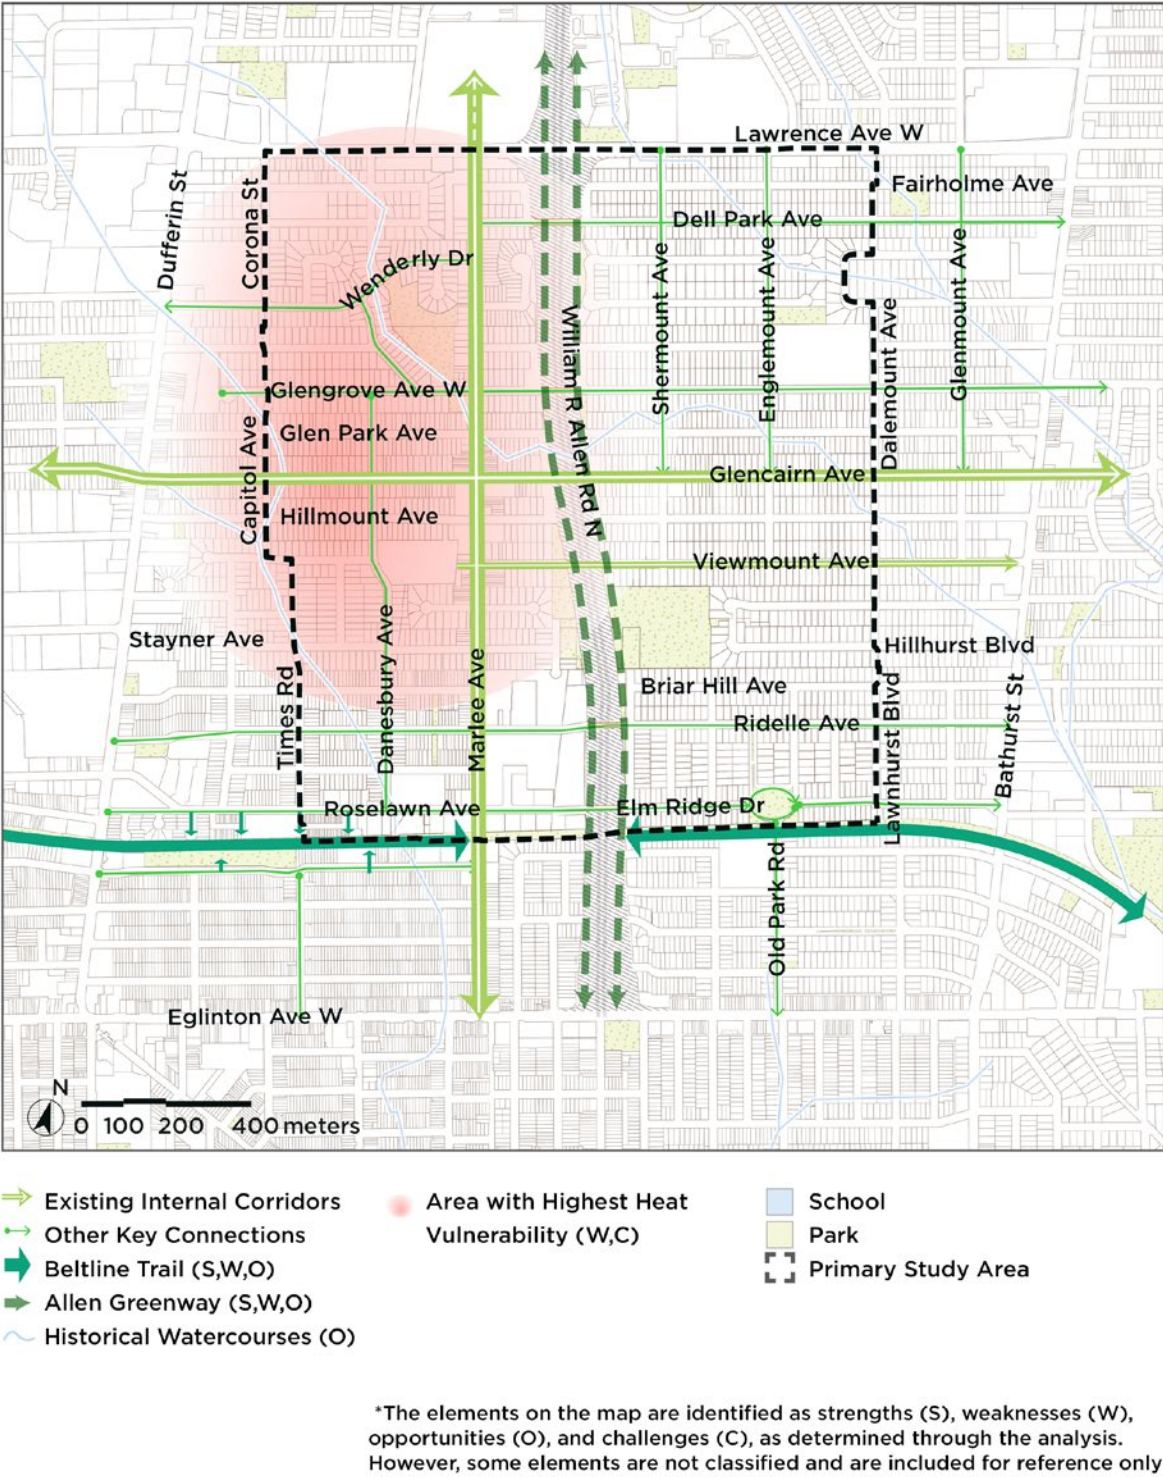 Lawrence Ave W
Fairholme Ave
Dufferin St
Corona St
Dell Park Ave
Wenderly Dr
Shermount Ave
Englemount Ave
Glenmount Ave
William R Allen Rd N
Dalemount Ave
Glengrove Ave W
Glen Park Ave
Capitol Ave
Glencairn Ave
Hillmount Ave
Viewmount Ave
Stayner Ave
Hillhurst Blvd
Danesbury Ave
Marlee Ave
Times Rd
Briar Hill Ave
Lawnhurst Blvd
Bathurst St
Ridelle Ave
Roselawn Ave
Elm Ridge Dr
Old Park Rd
Eglinton Ave W
N
0 100 200 400 meters
Existing Internal Corridors
Other Key Connections
Beltline Trail (S,W,O)
Allen Greenway (S,W,O)
Historical Watercourses (O)
Area with Highest Heat
Vulnerability (W,C)
School
Park
Primary Study Area
*The elements on the map are identified as strengths (S), weaknesses (W),
opportunities (O), and challenges (C), as determined through the analysis.
However, some elements are not classified and are included for reference only